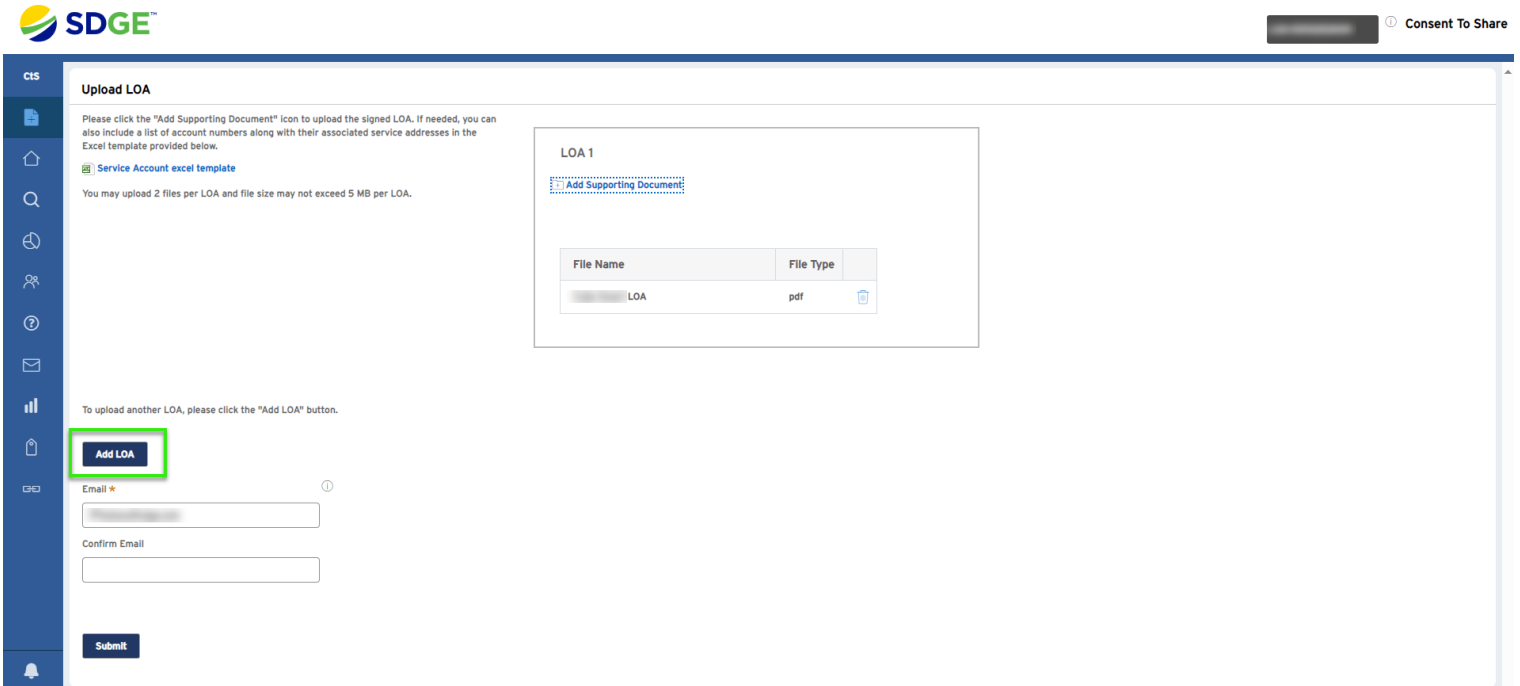 SDGE™
Consent To Share
CtS
Upload LOA
Please click the "Add Supporting Document" icon to upload the signed LOA. If needed, you can
also include a list of account numbers along with their associated service addresses in the
Excel template provided below.
Service Account excel template
You may upload 2 files per LOA and file size may not exceed 5 MB per LOA.
LOA 1
Add Supporting Document
File Name File Type
LOA pdf
To upload another LOA, please click the "Add LOA" button.
Add LOA
Email *
Confirm Email
Submit